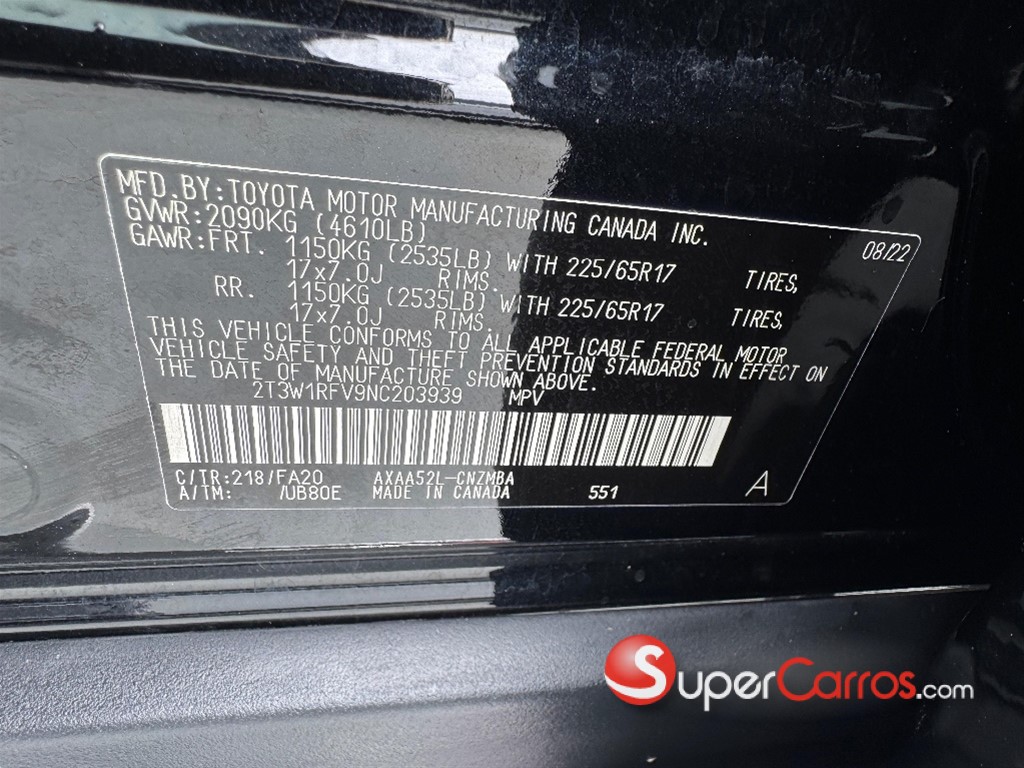 MFD.BY:TOYOTA MOTOR MANUFACTURING CANADA INC. 08/22
GVWR:2090KG (4610LB)
GAWR:FRT. 1150KG (2535LB) WITH 225/65R17 TIRES,
17x7.0J RIMS.
RR. 1150KG (2535LB) WITH 225/65R17 TIRES,
17x7.0J RIMS.
THIS VEHICLE CONFORMS TO ALL APPLICABLE FEDERAL MOTOR
VEHICLE SAFETY AND THEFT PREVENTION STANDARDS IN EFFECT ON
THE DATE OF MANUFACTURE SHOWN
2T3W1RFV9NC203939 MPV
C/TR:218/FA20 AXAA52L-CNZMBA
A/TM: /UB80E MADE IN CANADA 551 A
SuperCarros.com